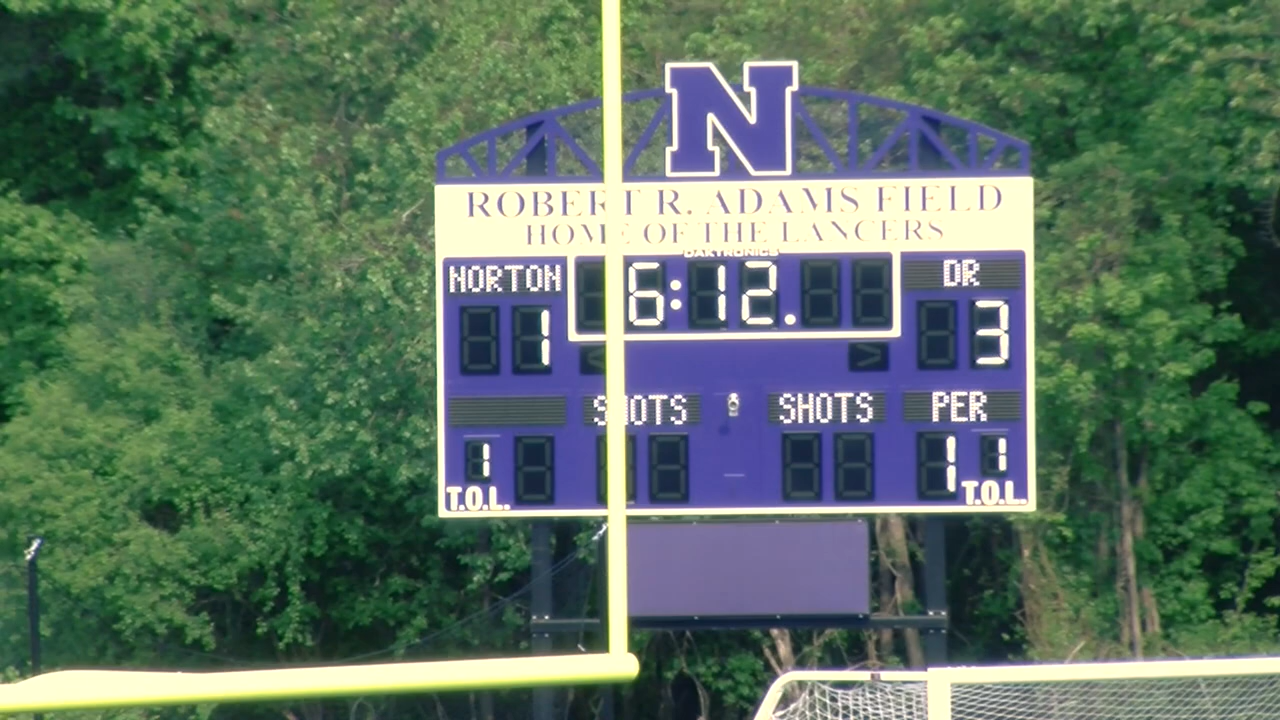 N
ROBERT R. ADAMS FIELD
HOME OF THE LANCERS
DAKTRONICS
NORTON 6:12. DR
1 3
SHOTS SHOTS PER
1 1 1
T.O.L. T.O.L.